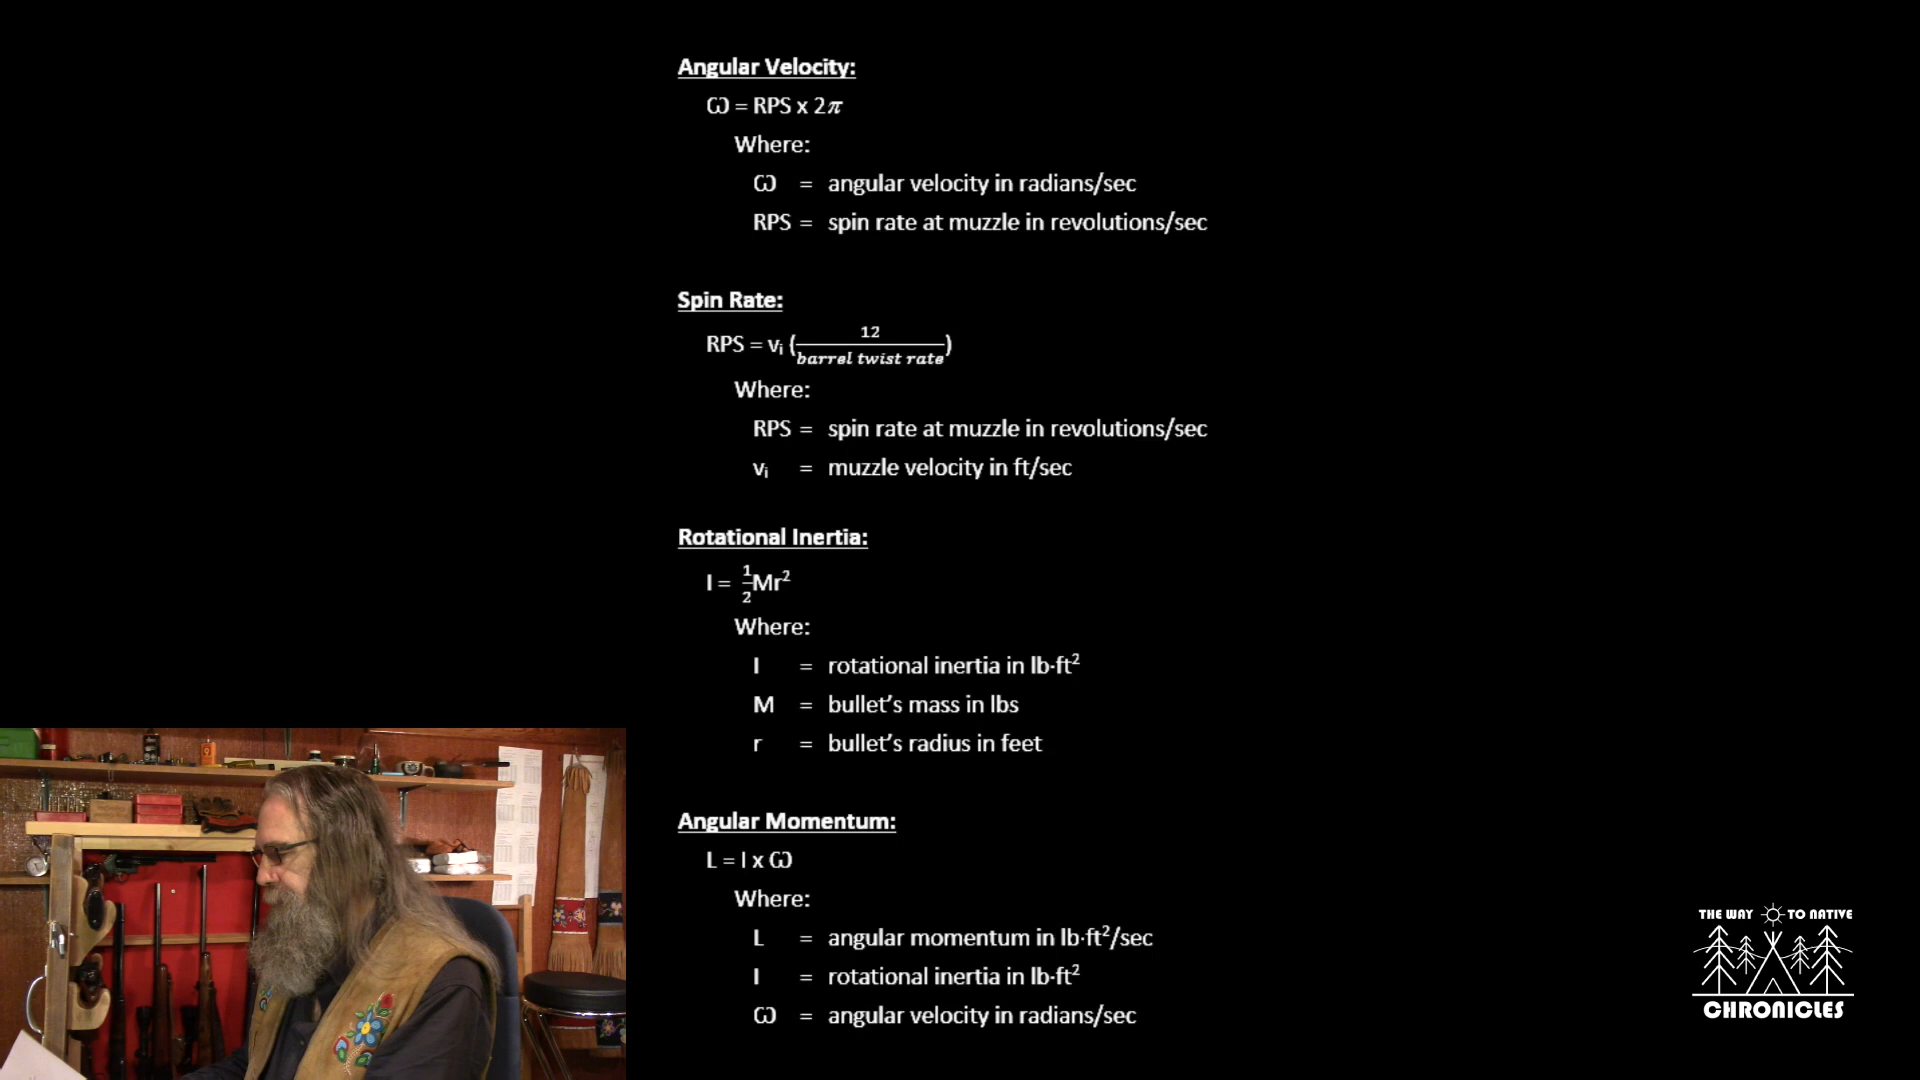 Angular Velocity:
Ѡ = RPS x 2π
Where:
Ѡ = angular velocity in radians/sec
RPS = spin rate at muzzle in revolutions/sec
Spin Rate:
RPS = vᵢ (12/barrel twist rate)
Where:
RPS = spin rate at muzzle in revolutions/sec
vᵢ = muzzle velocity in ft/sec
Rotational Inertia:
I = 1/2 Mr²
Where:
I = rotational inertia in lb·ft²
M = bullet's mass in lbs
r = bullet's radius in feet
Angular Momentum:
L = I x Ѡ
Where:
L = angular momentum in lb·ft²/sec
I = rotational inertia in lb·ft²
Ѡ = angular velocity in radians/sec
THE WAY TO NATIVE
CHRONICLES